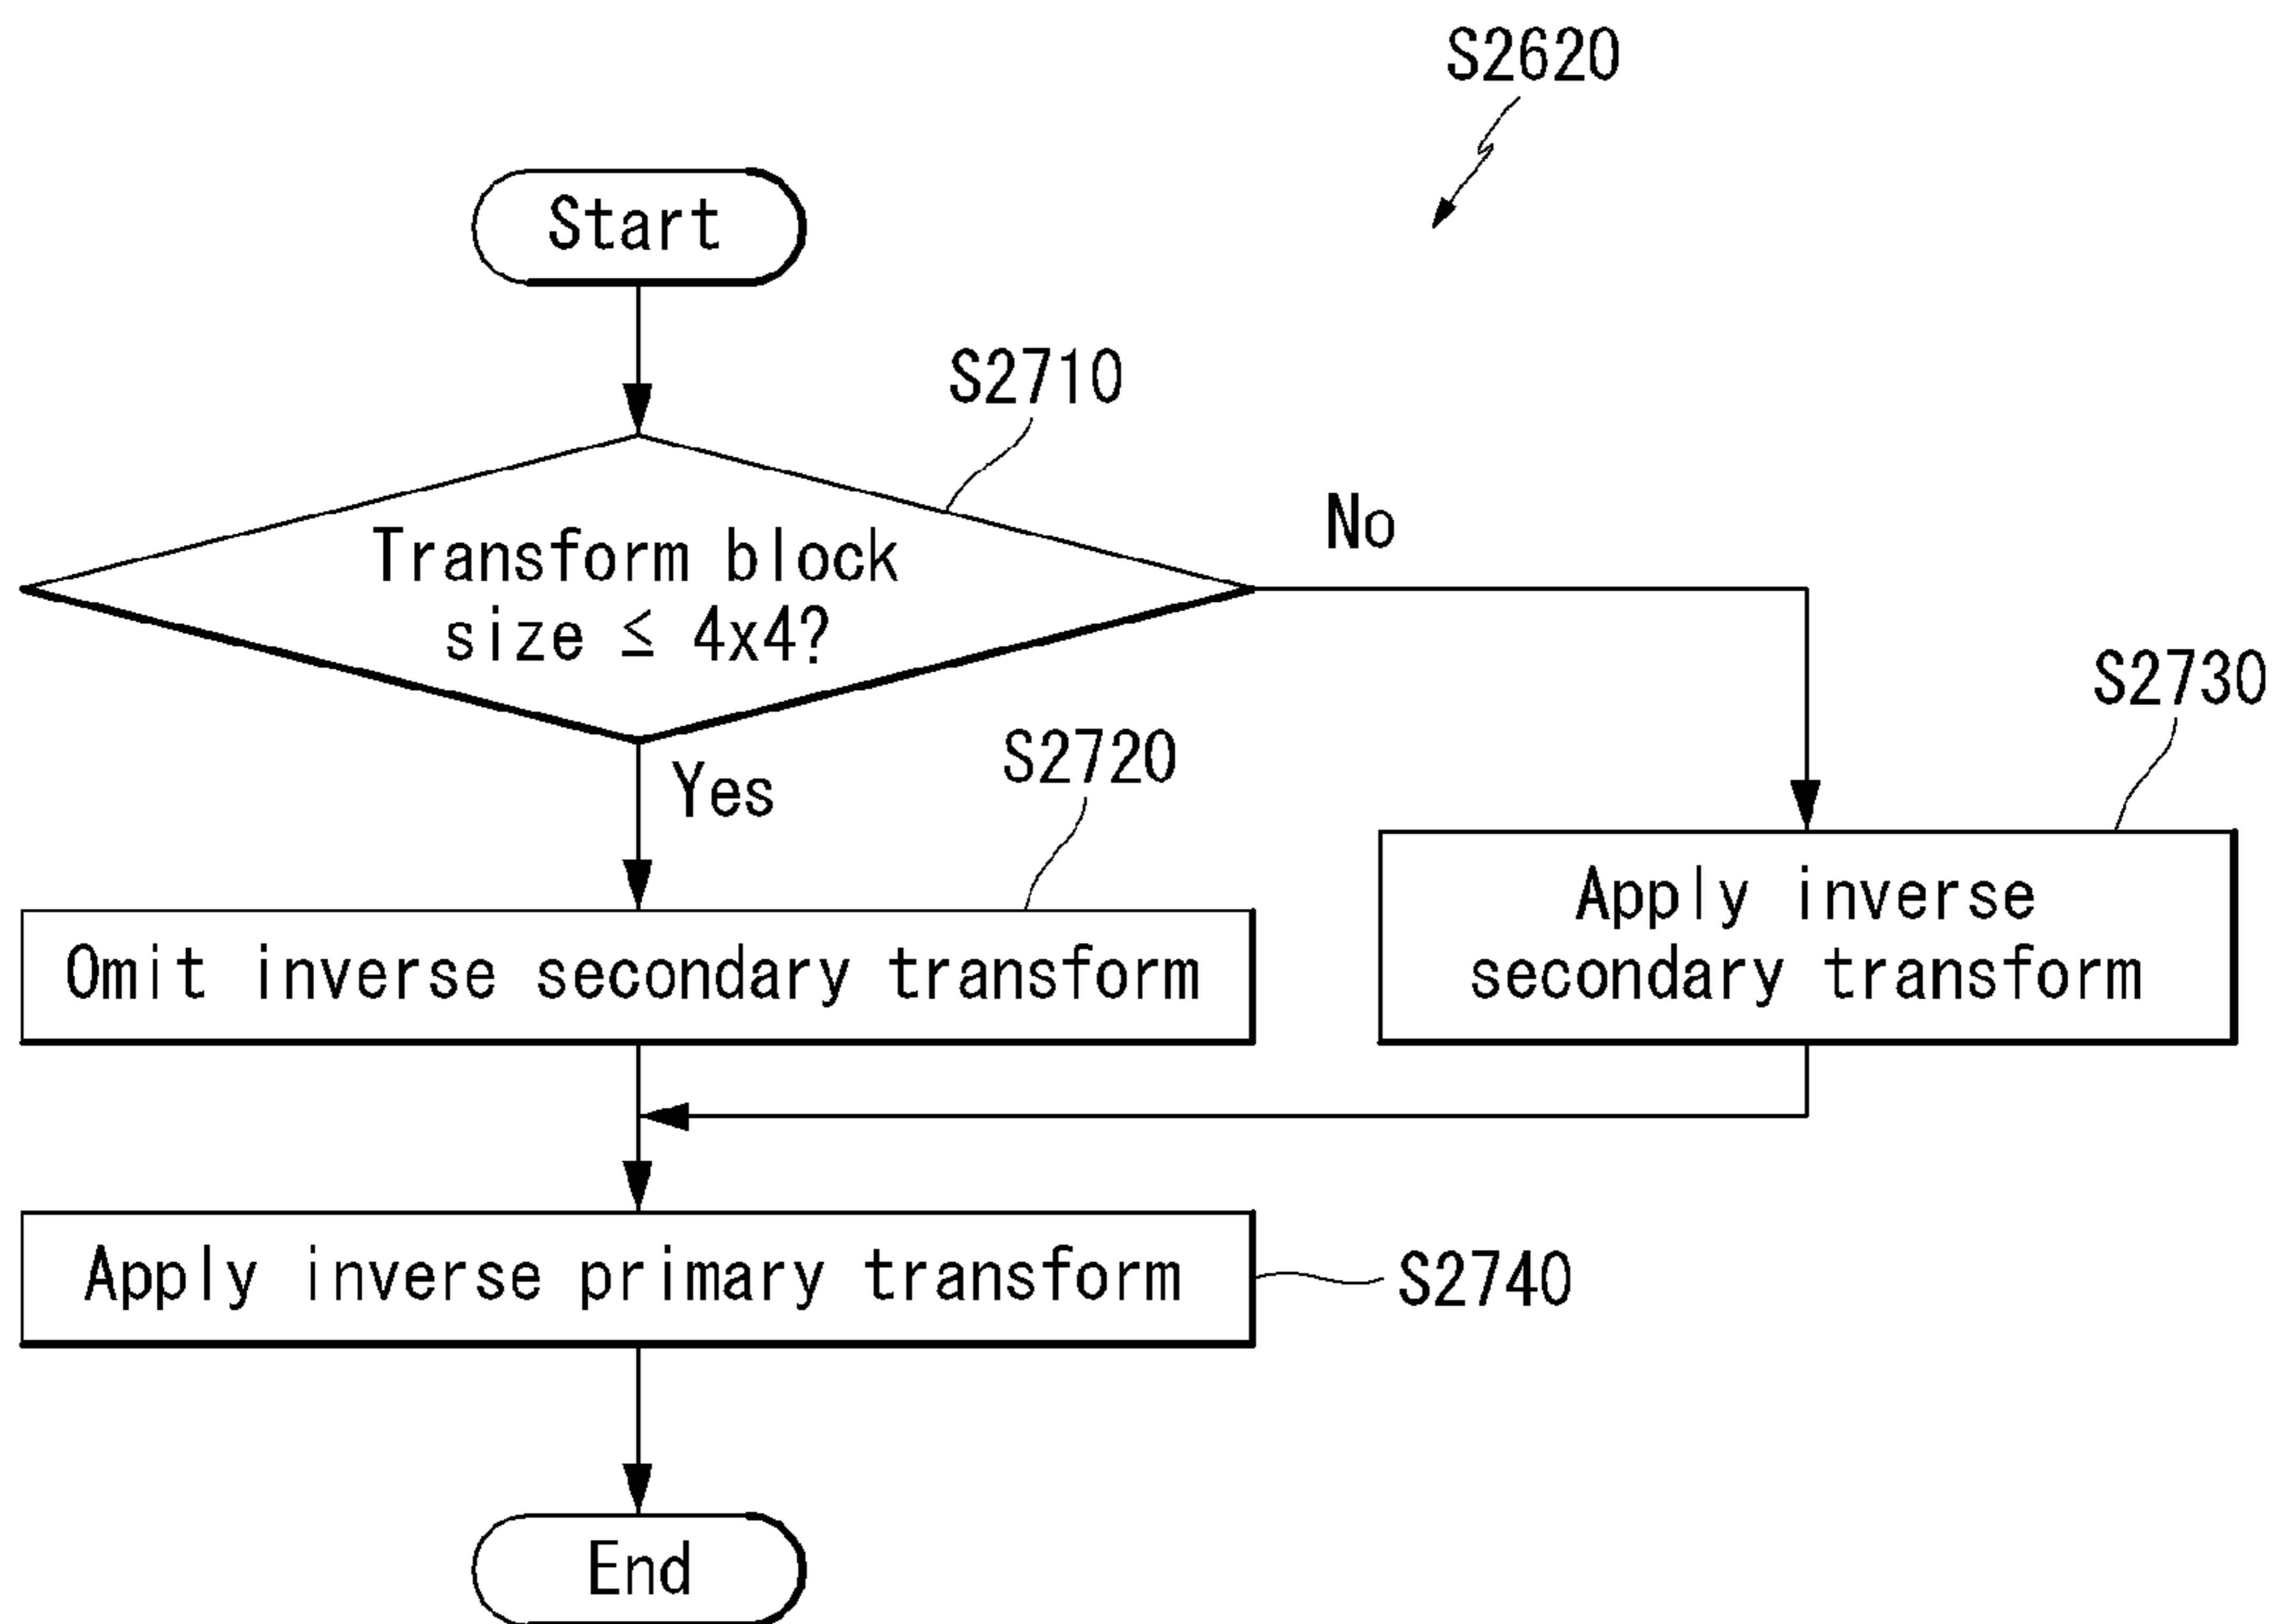 S2620
Start
S2710
Transform block
size ≤ 4x4?
No
Yes
S2720
S2730
Omit inverse secondary transform
Apply inverse
secondary transform
Apply inverse primary transform
S2740
End